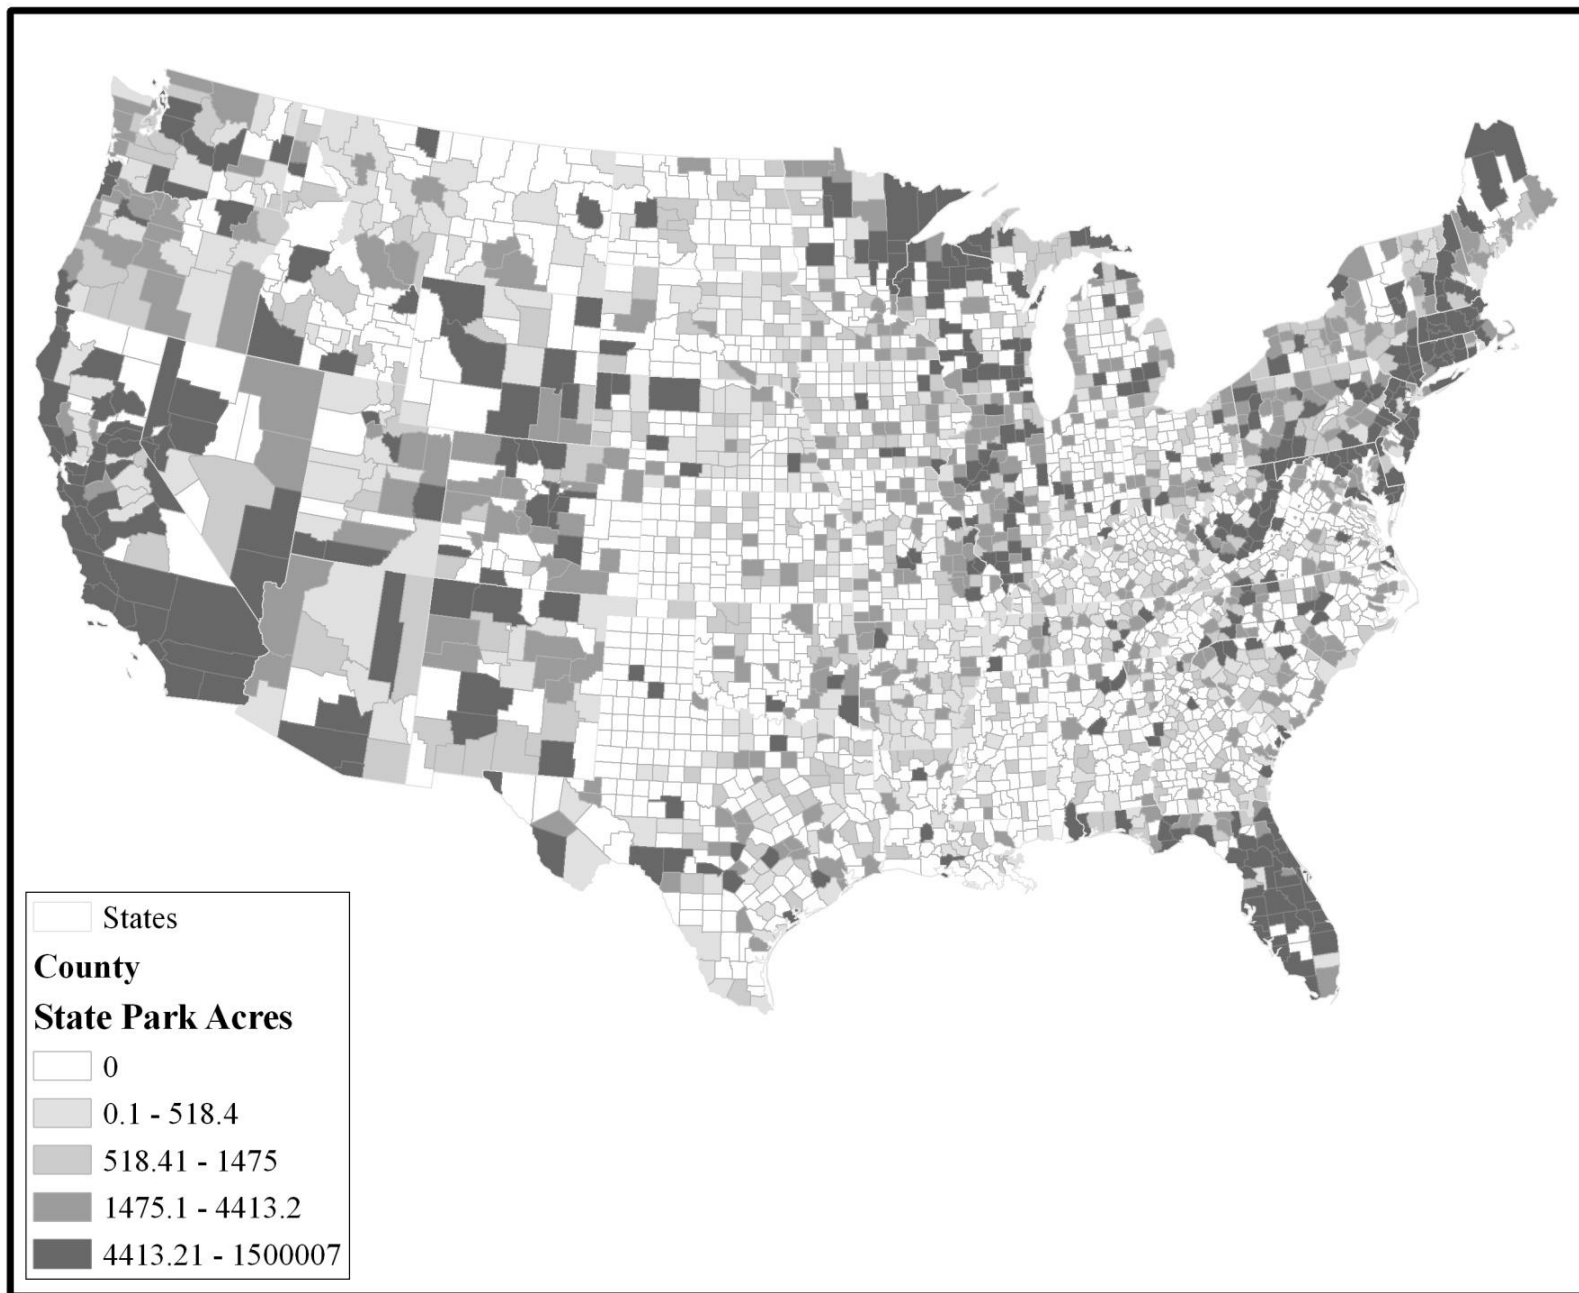 States
County
State Park Acres
0
0.1 - 518.4
518.41 - 1475
1475.1 - 4413.2
4413.21 - 1500007